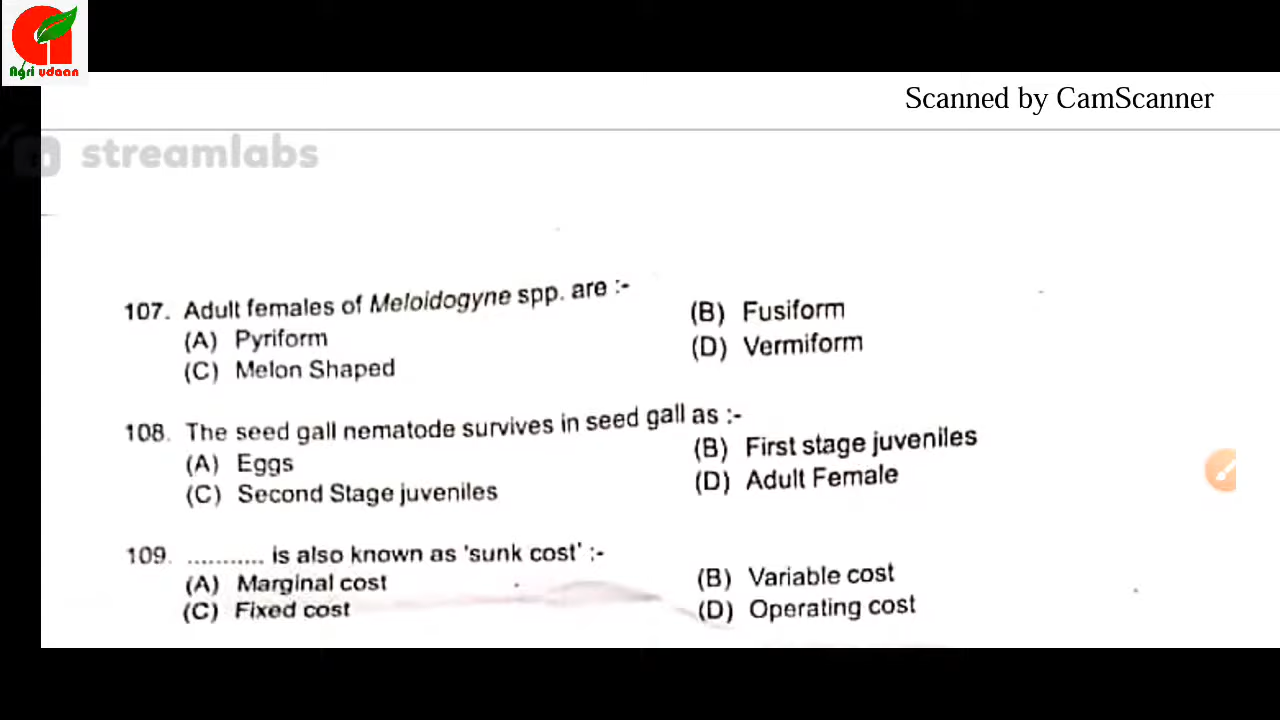 Agri udaan
Scanned by CamScanner
streamlabs
107. Adult females of Meloidogyne spp. are :-
(A) Pyriform
(B) Fusiform
(C) Melon Shaped
(D) Vermiform
108. The seed gall nematode survives in seed gall as :-
(A) Eggs
(B) First stage juveniles
(C) Second Stage juveniles
(D) Adult Female
109. ........... is also known as 'sunk cost' :-
(A) Marginal cost
(B) Variable cost
(C) Fixed cost
(D) Operating cost